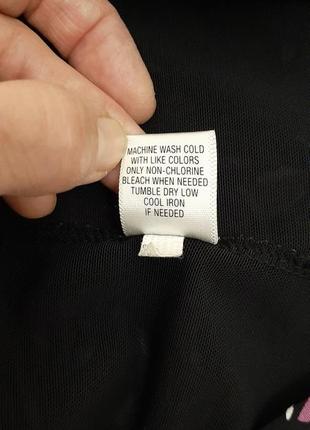 MACHINE WASH COLD
WITH LIKE COLORS
ONLY NON-CHLORINE
BLEACH WHEN NEEDED
TUMBLE DRY LOW
COOL IRON
IF NEEDED